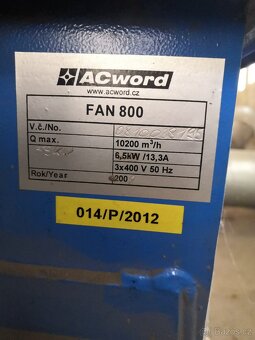 ACword
www.acword.cz
FAN 800
V.č./No.
Q max. 10200 m³/h
6,5kW /13,3A
3x400 V 50 Hz
Rok/Year 200
014/P/2012